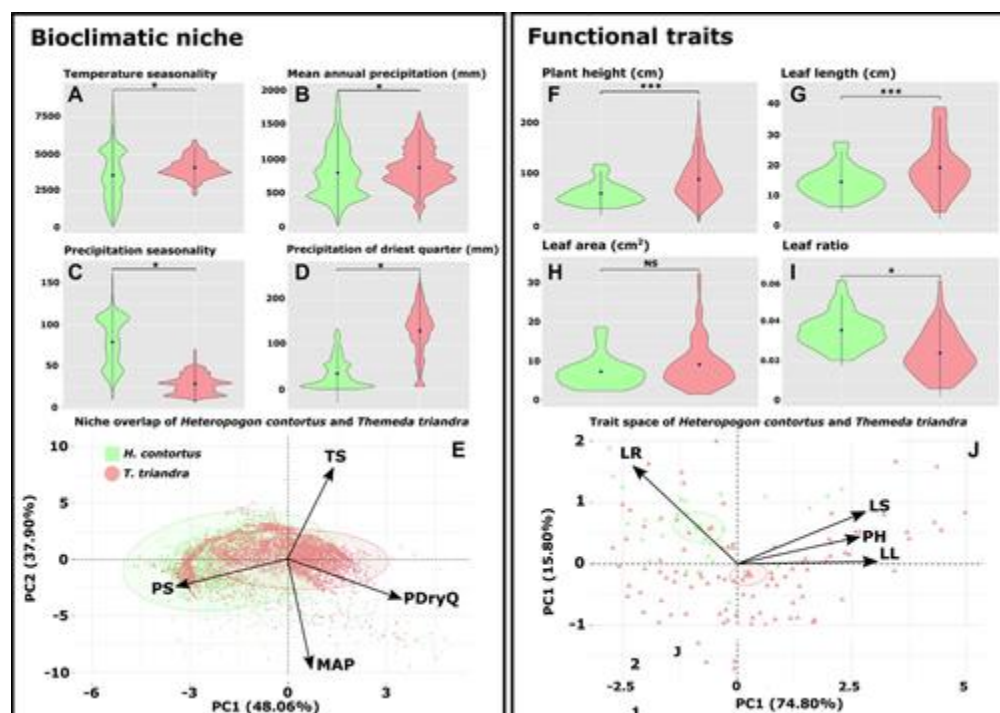 Bioclimatic niche
Temperature seasonality
A
*
7500
5000
2500
0
Mean annual precipitation (mm)
B
*
2000
1500
1000
500
0
Precipitation seasonality
C
*
150
100
50
0
Precipitation of driest quarter (mm)
D
*
200
100
0
Niche overlap of Heteropogon contortus and Themeda triandra
E
H. contortus
T. triandra
TS
PS
PDryQ
MAP
10
5
0
-5
-10
PC2 (37.90%)
-6
-3
0
3
PC1 (48.06%)
Functional traits
Plant height (cm)
F
***
200
100
0
Leaf length (cm)
G
***
40
30
20
10
0
Leaf area (cm²)
H
NS
30
20
10
0
Leaf ratio
I
*
0.06
0.04
0.02
0
Trait space of Heteropogon contortus and Themeda triandra
J
LR
LS
PH
LL
2
1
0
-1
J
2
1
PC1 (15.80%)
-2.5
0
2.5
5.0
PC1 (74.80%)